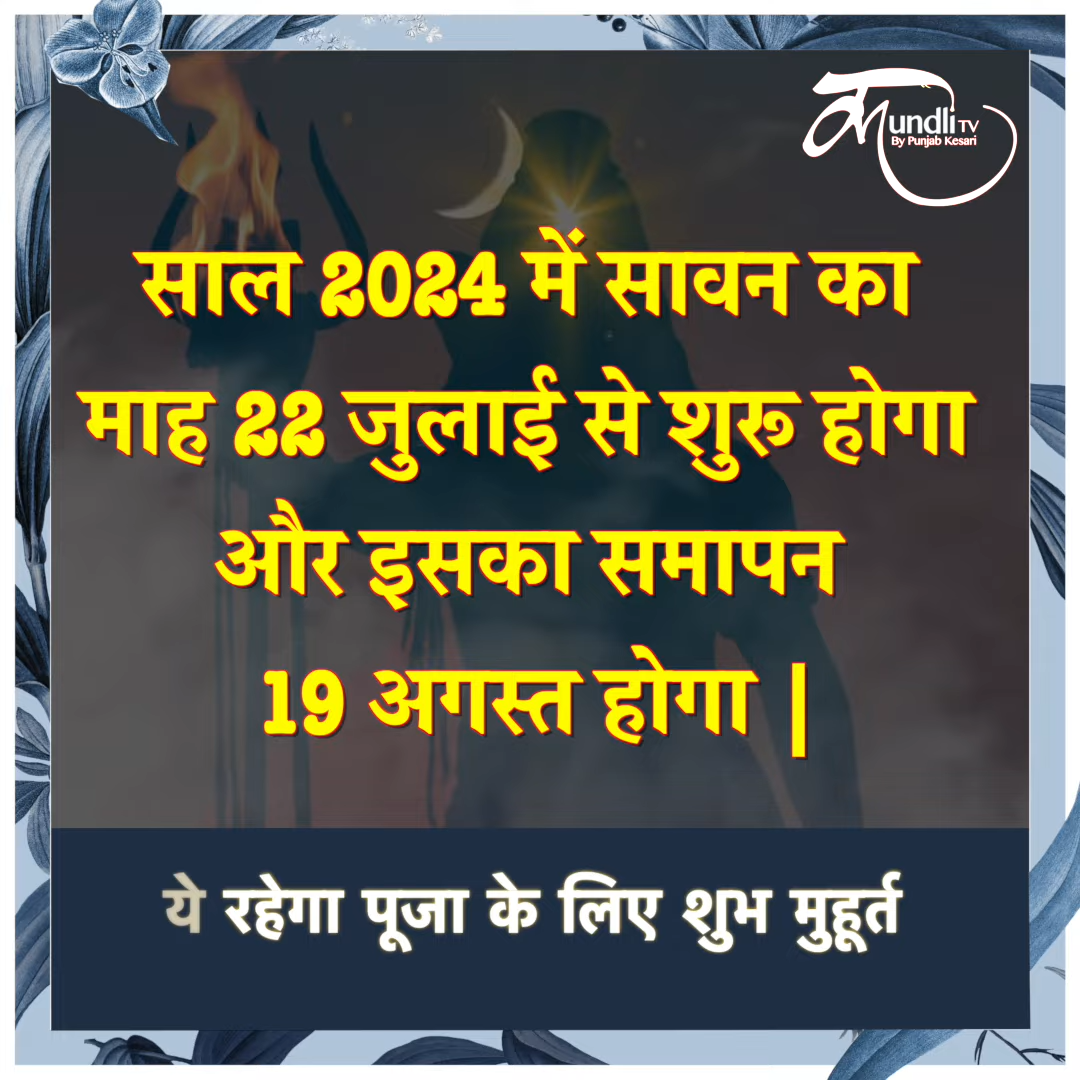 Kundli TV
By Punjab Kesari
साल 2024 में सावन का
माह 22 जुलाई से शुरू होगा
और इसका समापन
19 अगस्त होगा |
ये रहेगा पूजा के लिए शुभ मुहूर्त